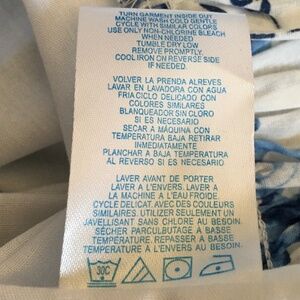 TURN GARMENT INSIDE OUT
MACHINE WASH COLD GENTLE
CYCLE WITH SIMILAR COLORS
USE ONLY NON-CHLORINE BLEACH
WHEN NEEDED
TUMBLE DRY LOW
REMOVE PROMPTLY.
COOL IRON ON REVERSE SIDE
IF NEEDED.
VOLVER LA PRENDA ALREVES
LAVAR EN LAVADORA CON AGUA
FRIA CICLO DELICADO CON
COLORES SIMILARES
BLANQUEADOR SIN CLORO
SI ES NECESARIO
SECAR A MÁQUINA CON
TEMPERATURA BAJA RETIRAR
INMEDIATAMENTE
PLANCHAR A BAJA TEMPERATURA
AL REVERSO SI ES NECESARIO
LAVER AVANT DE PORTER
LAVER A L'ENVERS. LAVER A
LA MACHINE A L'EAU FROIDE.
CYCLE DELICAT. AVEC DES COULEURS
SIMILAIRES. UTILISER SEULEMENT UN
JAVELLISANT SANS CHLORE AU BESOIN.
SÉCHER PARCULBUTAGE A BASSE
TEMPERATURE. REPASSER A BASSE
TEMPERATURE A L'ENVERS AU BESOIN.
30C